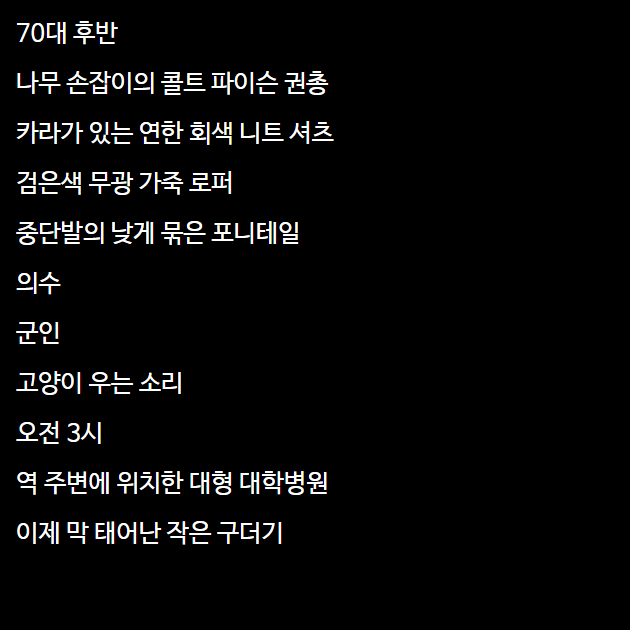 70대 후반
나무 손잡이의 콜트 파이슨 권총
카라가 있는 연한 회색 니트 셔츠
검은색 무광 가죽 로퍼
중단발의 낮게 묶은 포니테일
의수
군인
고양이 우는 소리
오전 3시
역 주변에 위치한 대형 대학병원
이제 막 태어난 작은 구더기